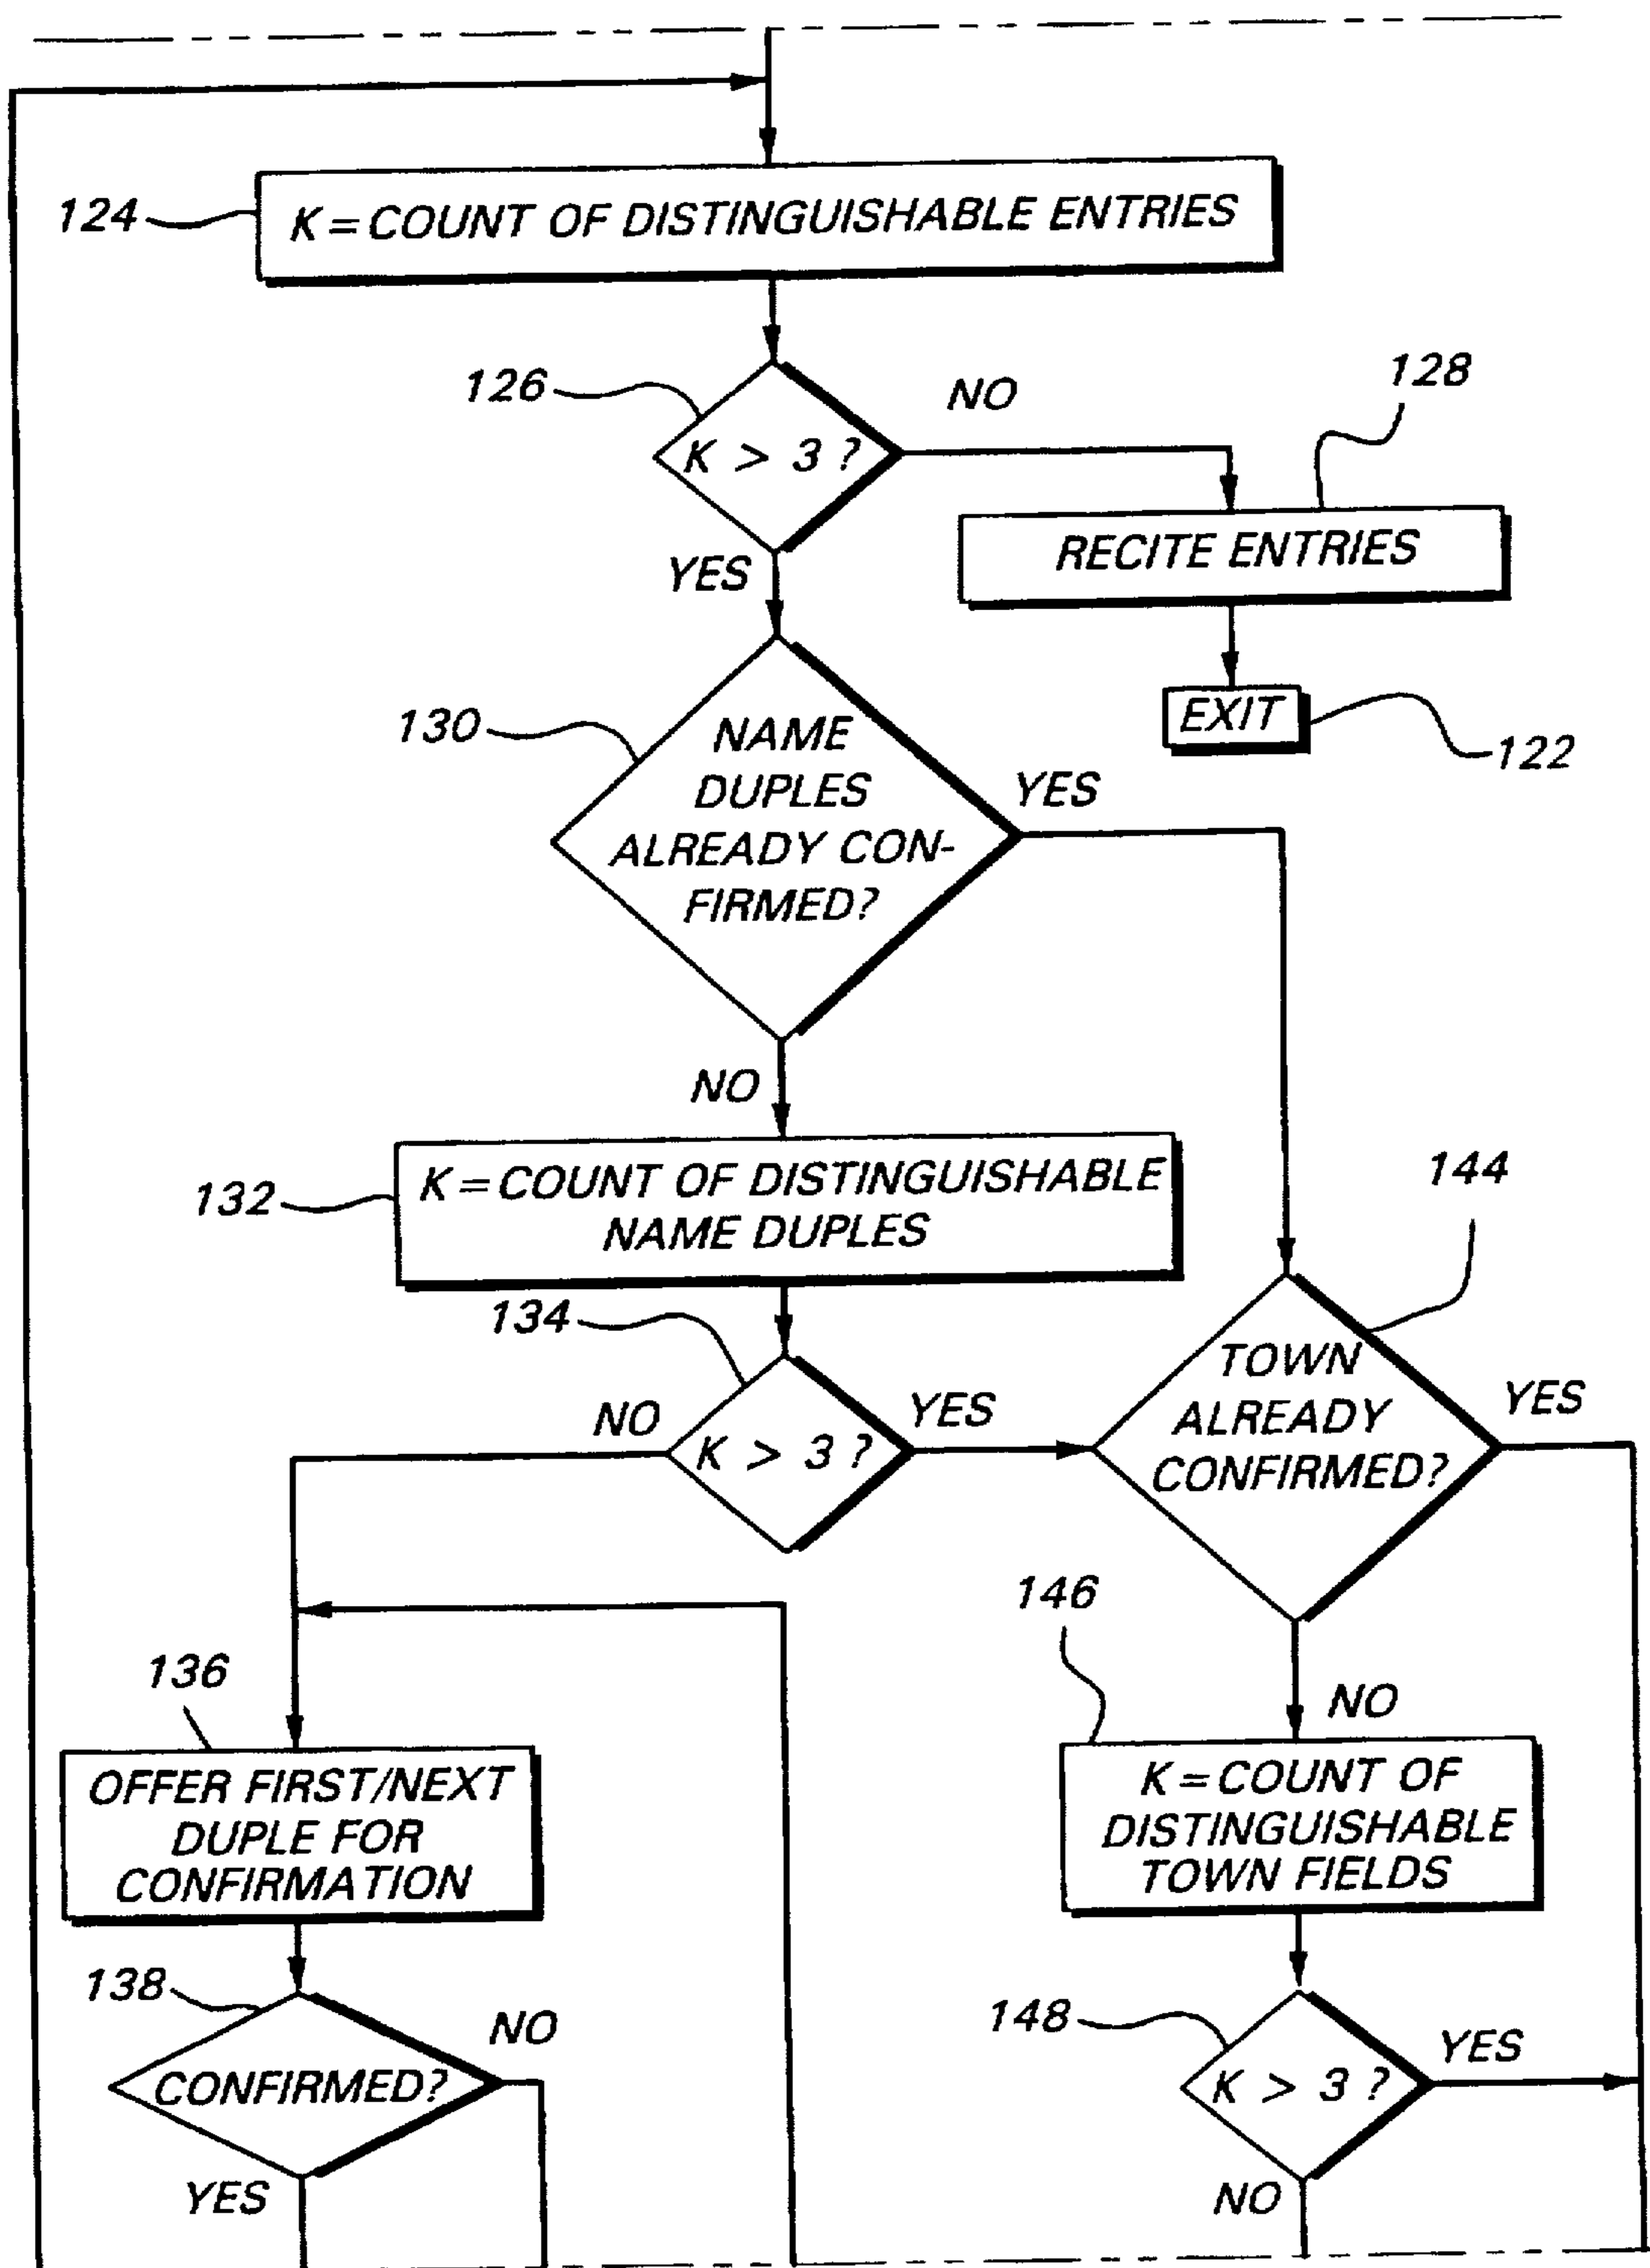 124
K = COUNT OF DISTINGUISHABLE ENTRIES
126
K > 3 ?
NO
128
YES
RECITE ENTRIES
EXIT
122
130
NAME
DUPLES
ALREADY CON-
FIRMED?
YES
NO
132
K = COUNT OF DISTINGUISHABLE
NAME DUPLES
144
134
NO
K > 3 ?
YES
TOWN
ALREADY
CONFIRMED?
YES
146
NO
136
OFFER FIRST/NEXT
DUPLE FOR
CONFIRMATION
K = COUNT OF
DISTINGUISHABLE
TOWN FIELDS
138
NO
CONFIRMED?
YES
148
K > 3 ?
YES
NO